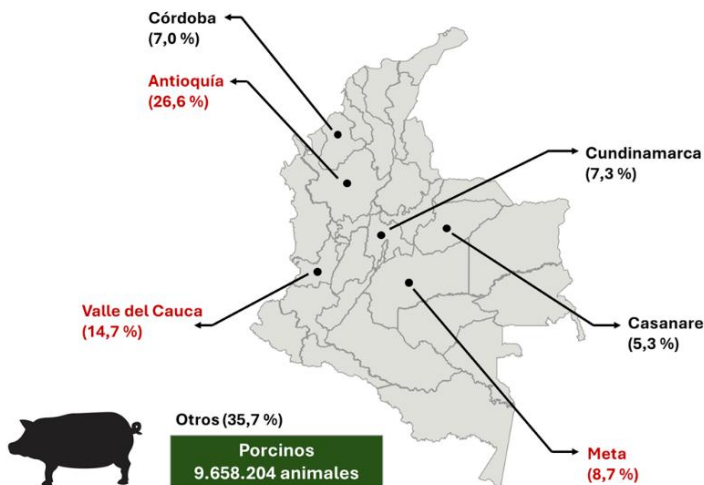 Córdoba
(7,0 %)
Antioquía
(26,6 %)
Cundinamarca
(7,3 %)
Valle del Cauca
(14,7 %)
Casanare
(5,3 %)
Otros (35,7 %)
Porcinos
9.658.204 animales
Meta
(8,7 %)